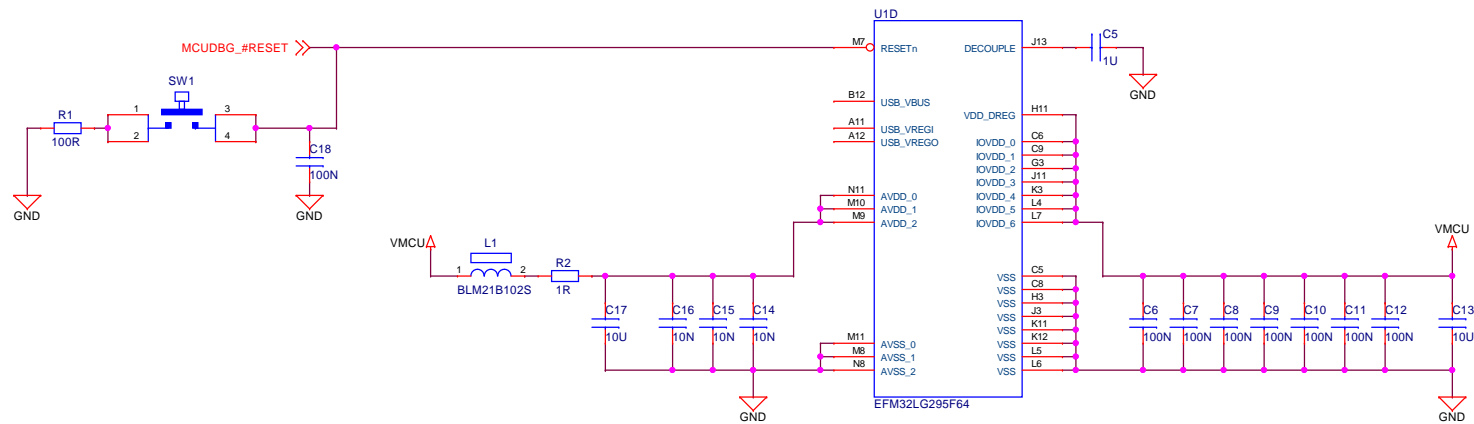 U1D
MCUDBG_#RESET
M7
RESETn
DECOUPLE
J13
C5
1U
GND
SW1
1
2
3
4
R1
100R
C18
100N
GND
GND
B12
USB_VBUS
A11
USB_VREGI
A12
USB_VREGO
VDD_DREG
H11
IOVDD_0
C6
IOVDD_1
C9
IOVDD_2
G3
IOVDD_3
J11
IOVDD_4
K3
IOVDD_5
L4
IOVDD_6
L7
N11
AVDD_0
M10
AVDD_1
M9
AVDD_2
VMCU
L1
1
2
BLM21B102S
R2
1R
C17
10U
C16
10N
C15
10N
C14
10N
M11
AVSS_0
M8
AVSS_1
N8
AVSS_2
GND
VSS
C5
VSS
C8
VSS
H3
VSS
J3
VSS
K11
VSS
K12
VSS
L5
VSS
L6
EFM32LG295F64
VMCU
C6
100N
C7
100N
C8
100N
C9
100N
C10
100N
C11
100N
C12
100N
C13
10U
GND